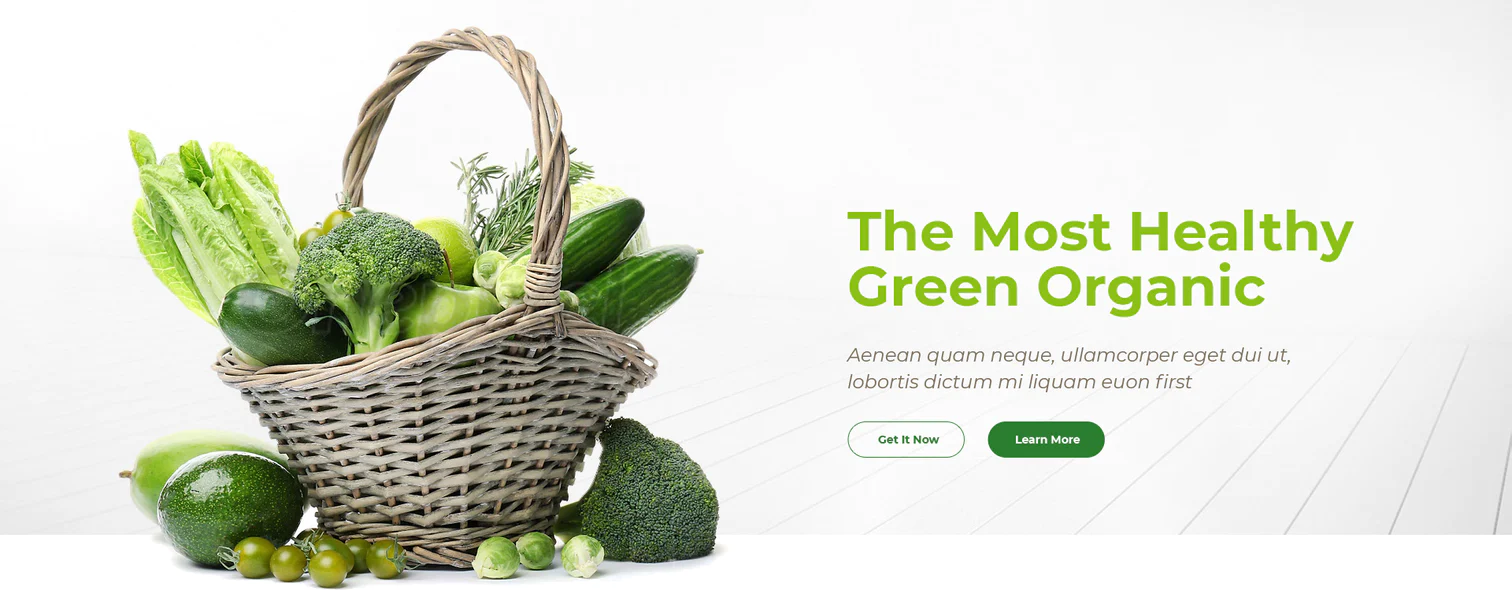 The Most Healthy
Green Organic
Aenean quam neque, ullamcorper eget dui ut,
lobortis dictum mi liquam euon first
Get It Now
Learn More